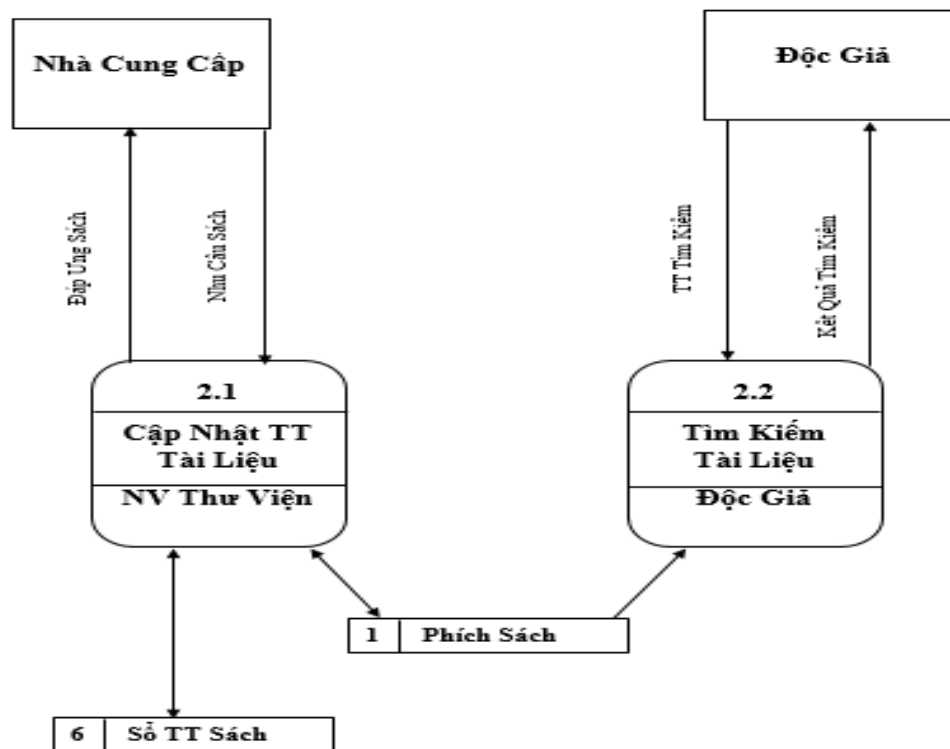 Nhà Cung Cấp
Độc Giả
Đáp Ưng Sách
Nhu Câu Sách
TT Tìm Kiếm
Kết Quả Tìm Kiếm
2.1
Cập Nhật TT
Tài Liệu
NV Thư Viện
2.2
Tìm Kiếm
Tài Liệu
Độc Giả
1 Phích Sách
6 Sổ TT Sách